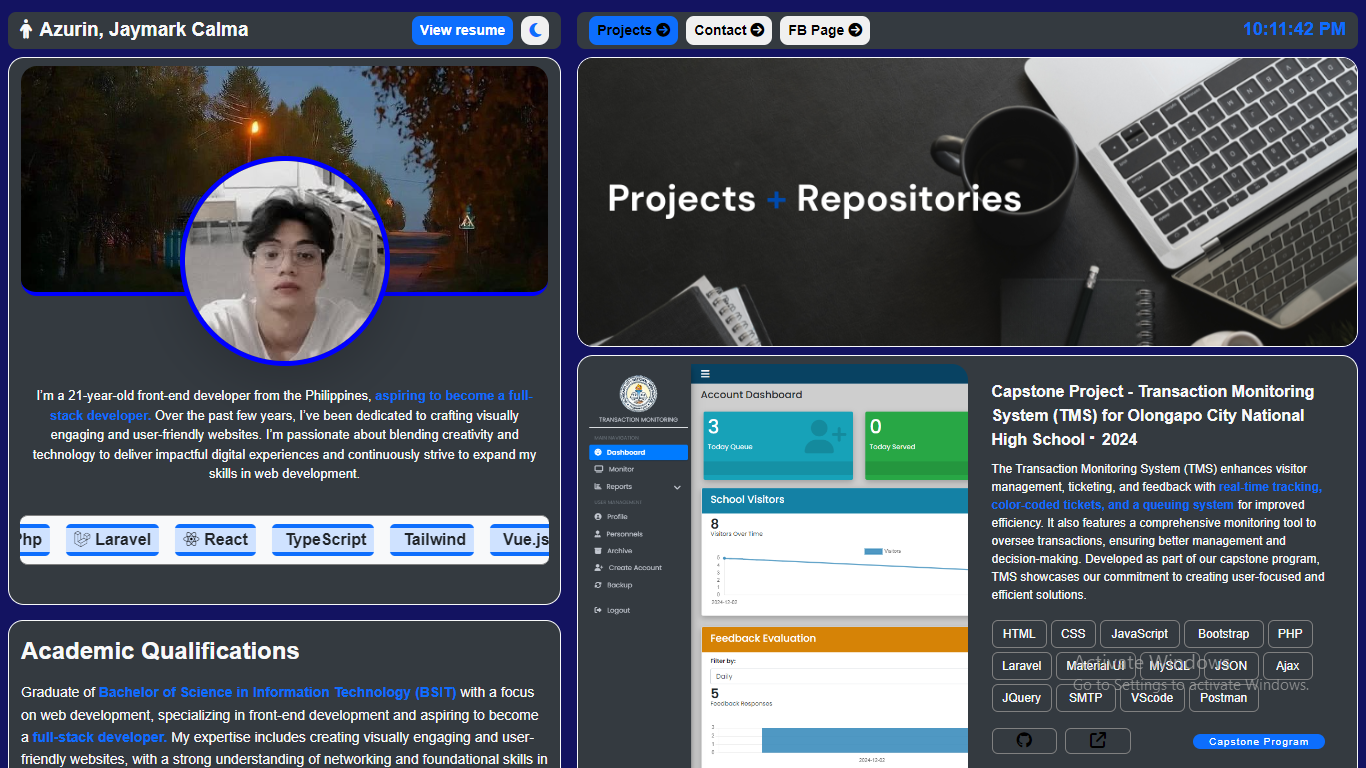 Azurin, Jaymark Calma
View resume
I'm a 21-year-old front-end developer from the Philippines, aspiring to become a full-
stack developer. Over the past few years, I've been dedicated to crafting visually
engaging and user-friendly websites. I'm passionate about blending creativity and
technology to deliver impactful digital experiences and continuously strive to expand my
skills in web development.
Php Laravel React TypeScript Tailwind Vue.js
Academic Qualifications
Graduate of Bachelor of Science in Information Technology (BSIT) with a focus
on web development, specializing in front-end development and aspiring to become
a full-stack developer. My expertise includes creating visually engaging and user-
friendly websites, with a strong understanding of networking and foundational skills in
Projects Contact FB Page 10:11:42 PM
Projects + Repositories
TRANSACTION MONITORING
MAIN NAVIGATION
Dashboard
Monitor
Reports
USER MANAGEMENT
Profile
Personnels
Archive
Create Account
Backup
Logout
Account Dashboard
3
Today Queue
0
Today Served
School Visitors
8
Visitors Over Time
Visitors
5
4
3
2
1
0
2024-12-02
Feedback Evaluation
Filter by:
Daily
5
Feedback Responses
3
2
1
0
2024-12-02
Capstone Project - Transaction Monitoring
System (TMS) for Olongapo City National
High School · 2024
The Transaction Monitoring System (TMS) enhances visitor
management, ticketing, and feedback with real-time tracking,
color-coded tickets, and a queuing system for improved
efficiency. It also features a comprehensive monitoring tool to
oversee transactions, ensuring better management and
decision-making. Developed as part of our capstone program,
TMS showcases our commitment to creating user-focused and
efficient solutions.
HTML CSS JavaScript Bootstrap PHP
Laravel Material UI MySQL JSON Ajax
JQuery SMTP VScode Postman
Activate Windows
Go to Settings to activate Windows.
Capstone Program